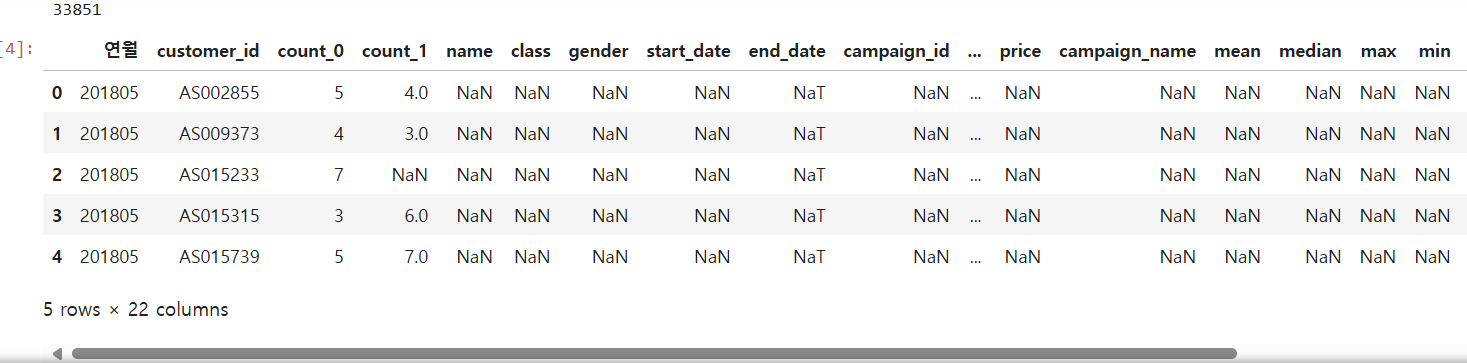 33851
[4]:
연월 customer_id count_0 count_1 name class gender start_date end_date campaign_id ... price campaign_name mean median max min
0 201805 AS002855 5 4.0 NaN NaN NaN NaN NaT NaN ... NaN NaN NaN NaN NaN NaN
1 201805 AS009373 4 3.0 NaN NaN NaN NaN NaT NaN ... NaN NaN NaN NaN NaN NaN
2 201805 AS015233 7 NaN NaN NaN NaN NaN NaT NaN ... NaN NaN NaN NaN NaN NaN
3 201805 AS015315 3 6.0 NaN NaN NaN NaN NaT NaN ... NaN NaN NaN NaN NaN NaN
4 201805 AS015739 5 7.0 NaN NaN NaN NaN NaT NaN ... NaN NaN NaN NaN NaN NaN
5 rows × 22 columns